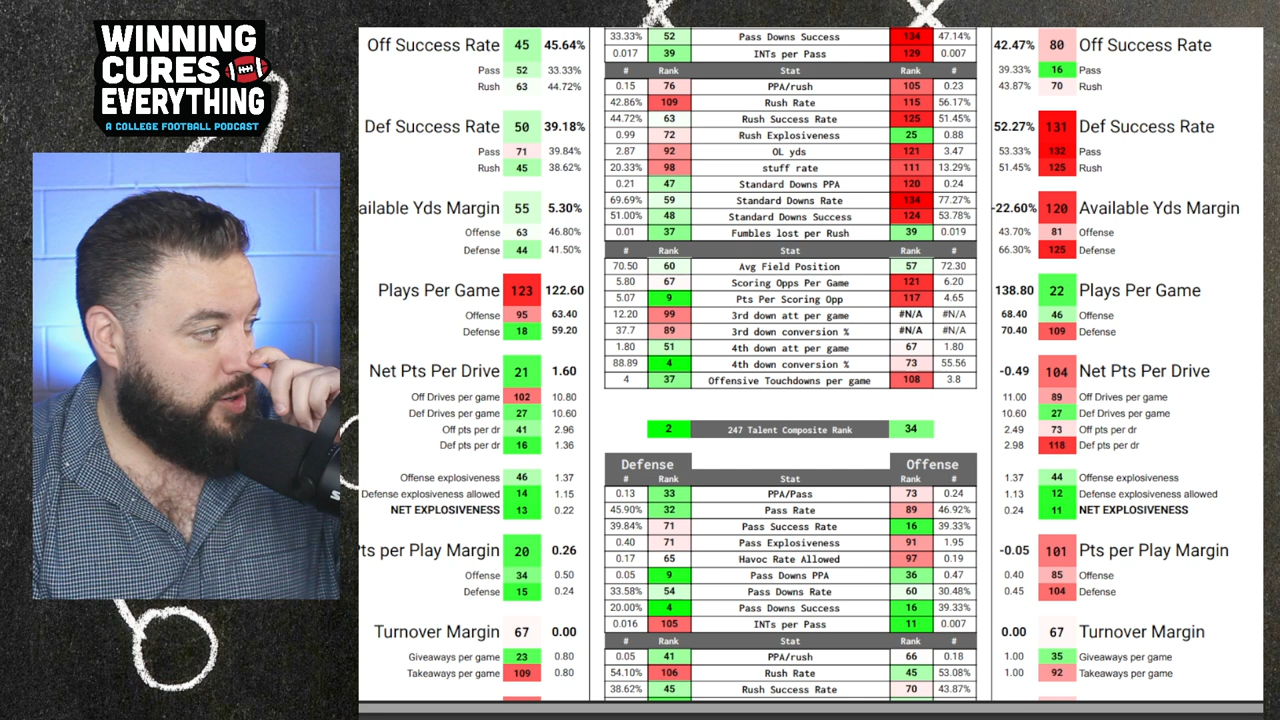 WINNING
CURES
EVERYTHING
A COLLEGE FOOTBALL PODCAST
Off Success Rate 45 45.64%
Pass 52 33.33%
Rush 63 44.72%
Def Success Rate 50 39.18%
Pass 71 39.84%
Rush 45 38.62%
ailable Yds Margin 55 5.30%
Offense 63 46.80%
Defense 44 41.50%
Plays Per Game 123 122.60
Offense 95 63.40
Defense 18 59.20
Net Pts Per Drive 21 1.60
Off Drives per game 102 10.80
Def Drives per game 27 10.60
Off pts per dr 41 2.96
Def pts per dr 16 1.36
Offense explosiveness 46 1.37
Defense explosiveness allowed 14 1.15
NET EXPLOSIVENESS 13 0.22
ts per Play Margin 20 0.26
Offense 34 0.50
Defense 15 0.24
Turnover Margin 67 0.00
Giveaways per game 23 0.80
Takeaways per game 109 0.80
33.33% 52 Pass Downs Success 134 47.14%
0.017 39 INTs per Pass 129 0.007
# Rank Stat Rank #
0.15 76 PPA/rush 105 0.23
42.86% 109 Rush Rate 115 56.17%
44.72% 63 Rush Success Rate 125 51.45%
0.99 72 Rush Explosiveness 25 0.88
2.87 92 OL yds 121 3.47
20.33% 98 stuff rate 111 13.29%
0.21 47 Standard Downs PPA 120 0.24
69.69% 59 Standard Downs Rate 134 77.27%
51.00% 48 Standard Downs Success 124 53.78%
0.01 37 Fumbles lost per Rush 39 0.019
# Rank Stat Rank #
70.50 60 Avg Field Position 57 72.30
5.80 67 Scoring Opps Per Game 121 6.20
5.07 9 Pts Per Scoring Opp 117 4.65
12.20 99 3rd down att per game #N/A #N/A
37.7 89 3rd down conversion % #N/A #N/A
1.80 51 4th down att per game 67 1.80
88.89 4 4th down conversion % 73 55.56
4 37 Offensive Touchdowns per game 108 3.8
2 247 Talent Composite Rank 34
Defense Offense
# Rank Stat Rank #
0.13 33 PPA/Pass 73 0.24
45.90% 32 Pass Rate 89 46.92%
39.84% 71 Pass Success Rate 16 39.33%
0.40 71 Pass Explosiveness 91 1.95
0.17 65 Havoc Rate Allowed 97 0.19
0.05 9 Pass Downs PPA 36 0.47
33.58% 54 Pass Downs Rate 60 30.48%
20.00% 4 Pass Downs Success 16 39.33%
0.016 105 INTs per Pass 11 0.007
# Rank Stat Rank #
0.05 41 PPA/rush 66 0.18
54.10% 106 Rush Rate 45 53.08%
38.62% 45 Rush Success Rate 70 43.87%
42.47% 80 Off Success Rate
39.33% 16 Pass
43.87% 70 Rush
52.27% 131 Def Success Rate
53.33% 132 Pass
51.45% 125 Rush
-22.60% 120 Available Yds Margin
43.70% 81 Offense
66.30% 125 Defense
138.80 22 Plays Per Game
68.40 46 Offense
70.40 109 Defense
-0.49 104 Net Pts Per Drive
11.00 89 Off Drives per game
10.60 27 Def Drives per game
2.49 73 Off pts per dr
2.98 118 Def pts per dr
1.37 44 Offense explosiveness
1.13 12 Defense explosiveness allowed
0.24 11 NET EXPLOSIVENESS
-0.05 101 Pts per Play Margin
0.40 85 Offense
0.45 104 Defense
0.00 67 Turnover Margin
1.00 35 Giveaways per game
1.00 92 Takeaways per game